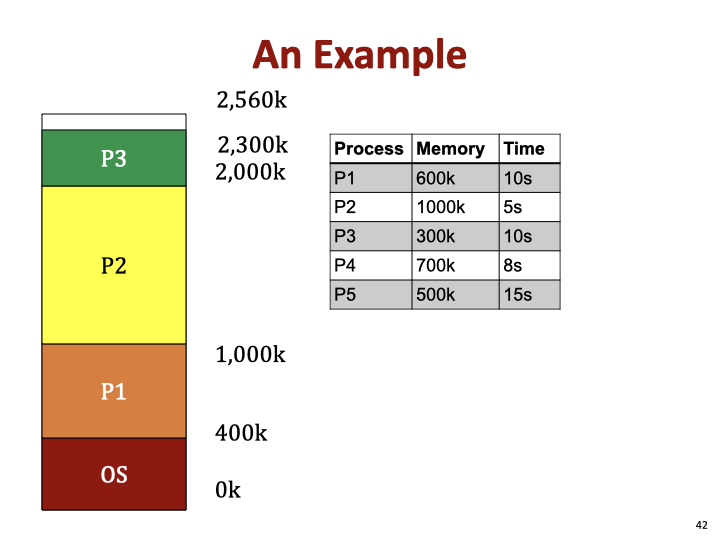 An Example
2,560k
2,300k
2,000k
P3
P2
1,000k
P1
400k
OS
0k
Process Memory Time
P1 600k 10s
P2 1000k 5s
P3 300k 10s
P4 700k 8s
P5 500k 15s
42